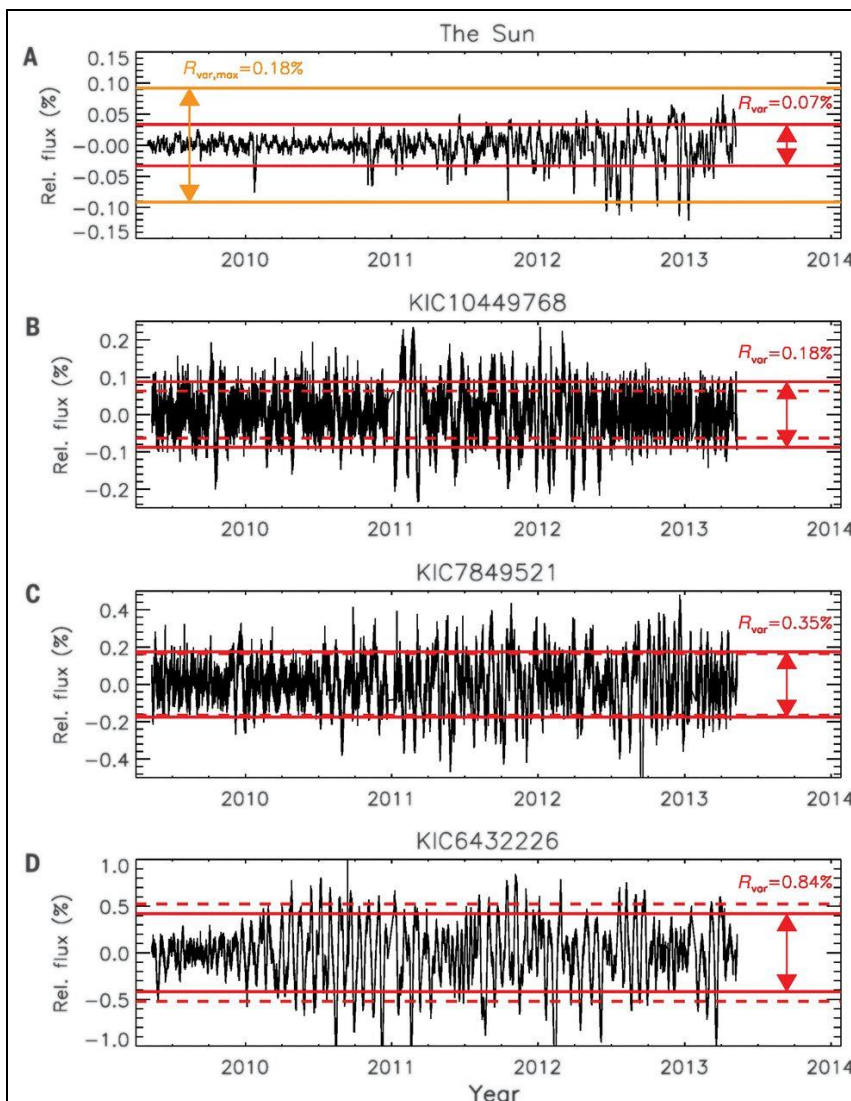 The Sun
A
R_var,max=0.18%
R_var=0.07%
Rel. flux (%)
0.15
0.10
0.05
−0.00
−0.05
−0.10
−0.15
2010 2011 2012 2013 2014
KIC10449768
B
R_var=0.18%
Rel. flux (%)
0.2
0.1
0.0
−0.1
−0.2
2010 2011 2012 2013 2014
KIC7849521
C
R_var=0.35%
Rel. flux (%)
0.4
0.2
0.0
−0.2
−0.4
2010 2011 2012 2013 2014
KIC6432226
D
R_var=0.84%
Rel. flux (%)
1.0
0.5
0.0
−0.5
−1.0
2010 2011 2012 2013 2014
Year